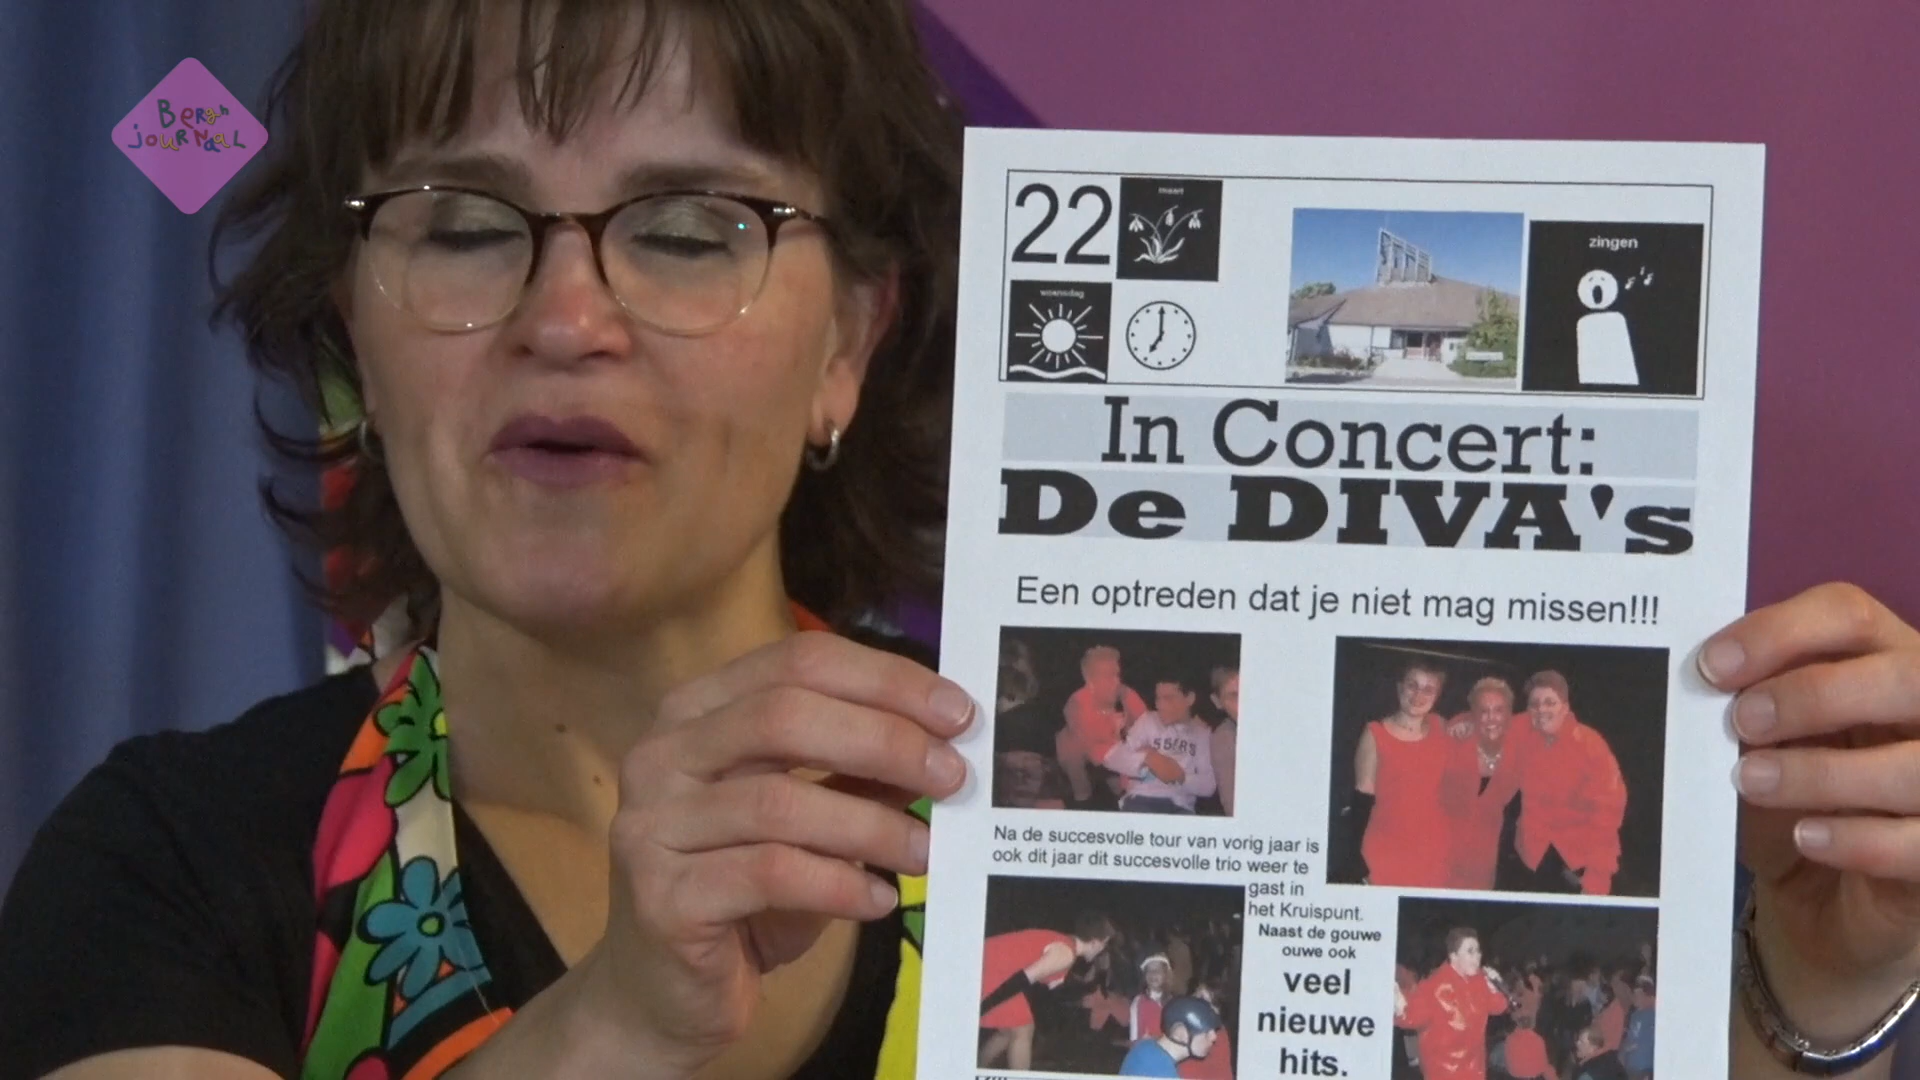 Bergh
journaal
22
maart
zingen
woensdag
In Concert:
De DIVA's
Een optreden dat je niet mag missen!!!
Na de succesvolle tour van vorig jaar is
ook dit jaar dit succesvolle trio weer te
gast in
het Kruispunt.
Naast de gouwe
ouwe ook
veel
nieuwe
hits.